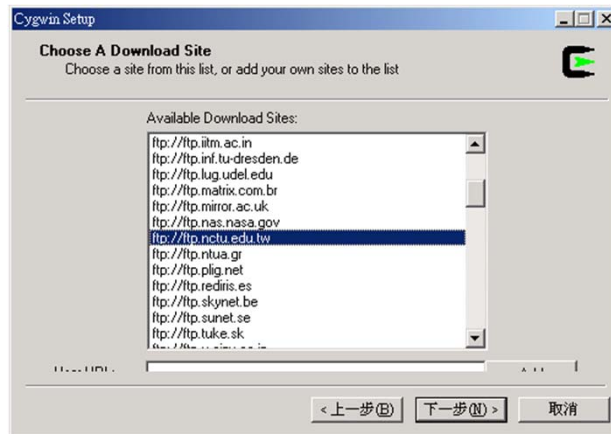 Cygwin Setup
Choose A Download Site
Choose a site from this list, or add your own sites to the list
Available Download Sites:
ftp://ftp.iitm.ac.in
ftp://ftp.inf.tu-dresden.de
ftp://ftp.lug.udel.edu
ftp://ftp.matrix.com.br
ftp://ftp.mirror.ac.uk
ftp://ftp.nas.nasa.gov
ftp://ftp.nctu.edu.tw
ftp://ftp.ntua.gr
ftp://ftp.plig.net
ftp://ftp.rediris.es
ftp://ftp.skynet.be
ftp://ftp.sunet.se
ftp://ftp.tuke.sk
<上一步(B) 下一步(N)> 取消